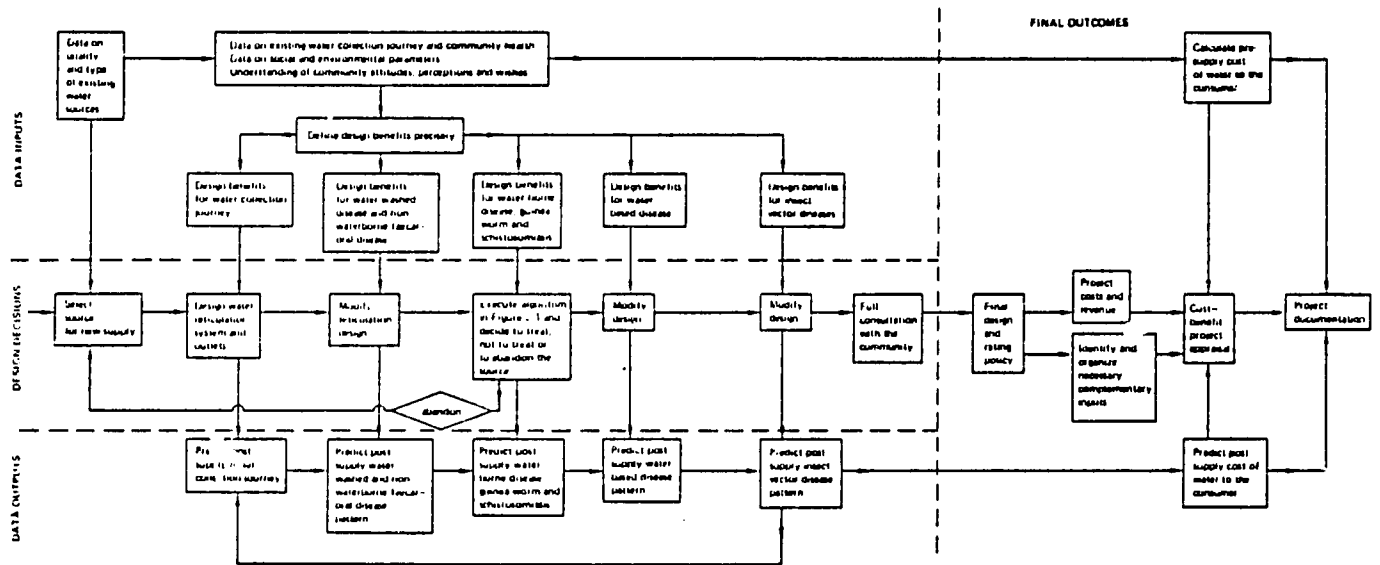 FINAL OUTCOMES
DATA INPUTS
Data on
quality
and type
of existing
water
sources
Data on existing water collection journey and community health
Data on social and environmental parameters
Understanding of community attitudes, perceptions and wishes
Calculate pre-
supply cost
of water to the
consumer
Define design benefits precisely
Design benefits
for water collection
journey
Design benefits
for water washed
disease and non
waterborne faecal-
oral disease
Design benefits
for water borne
disease, guinea
worm and
schistosomiasis
Design benefits
for water
based disease
Design benefits
for insect
vector diseases
DESIGN DECISIONS
Select
source
for new supply
Design water
reticulation
system and
outlets
Modify
reticulation
design
Execute algorithm
in Figure and
decide to treat,
not to treat or
to abandon the
source
Modify
design
Modify
design
Full
consultation
with the
community
Final
design
and
rating
policy
Project
costs and
revenue
Identify and
organize
necessary
complementary
inputs
Cost-
benefit
project
appraisal
Project
documentation
abandon
DATA OUTPUTS
journey
Predict post
supply water
washed and non
waterborne faecal-
oral disease
pattern
Predict post
supply water
borne disease
guinea worm and
schistosomiasis
Predict post
supply water
based disease
pattern
Predict post
supply insect
vector disease
pattern
Predict post
supply cost of
water to the
consumer